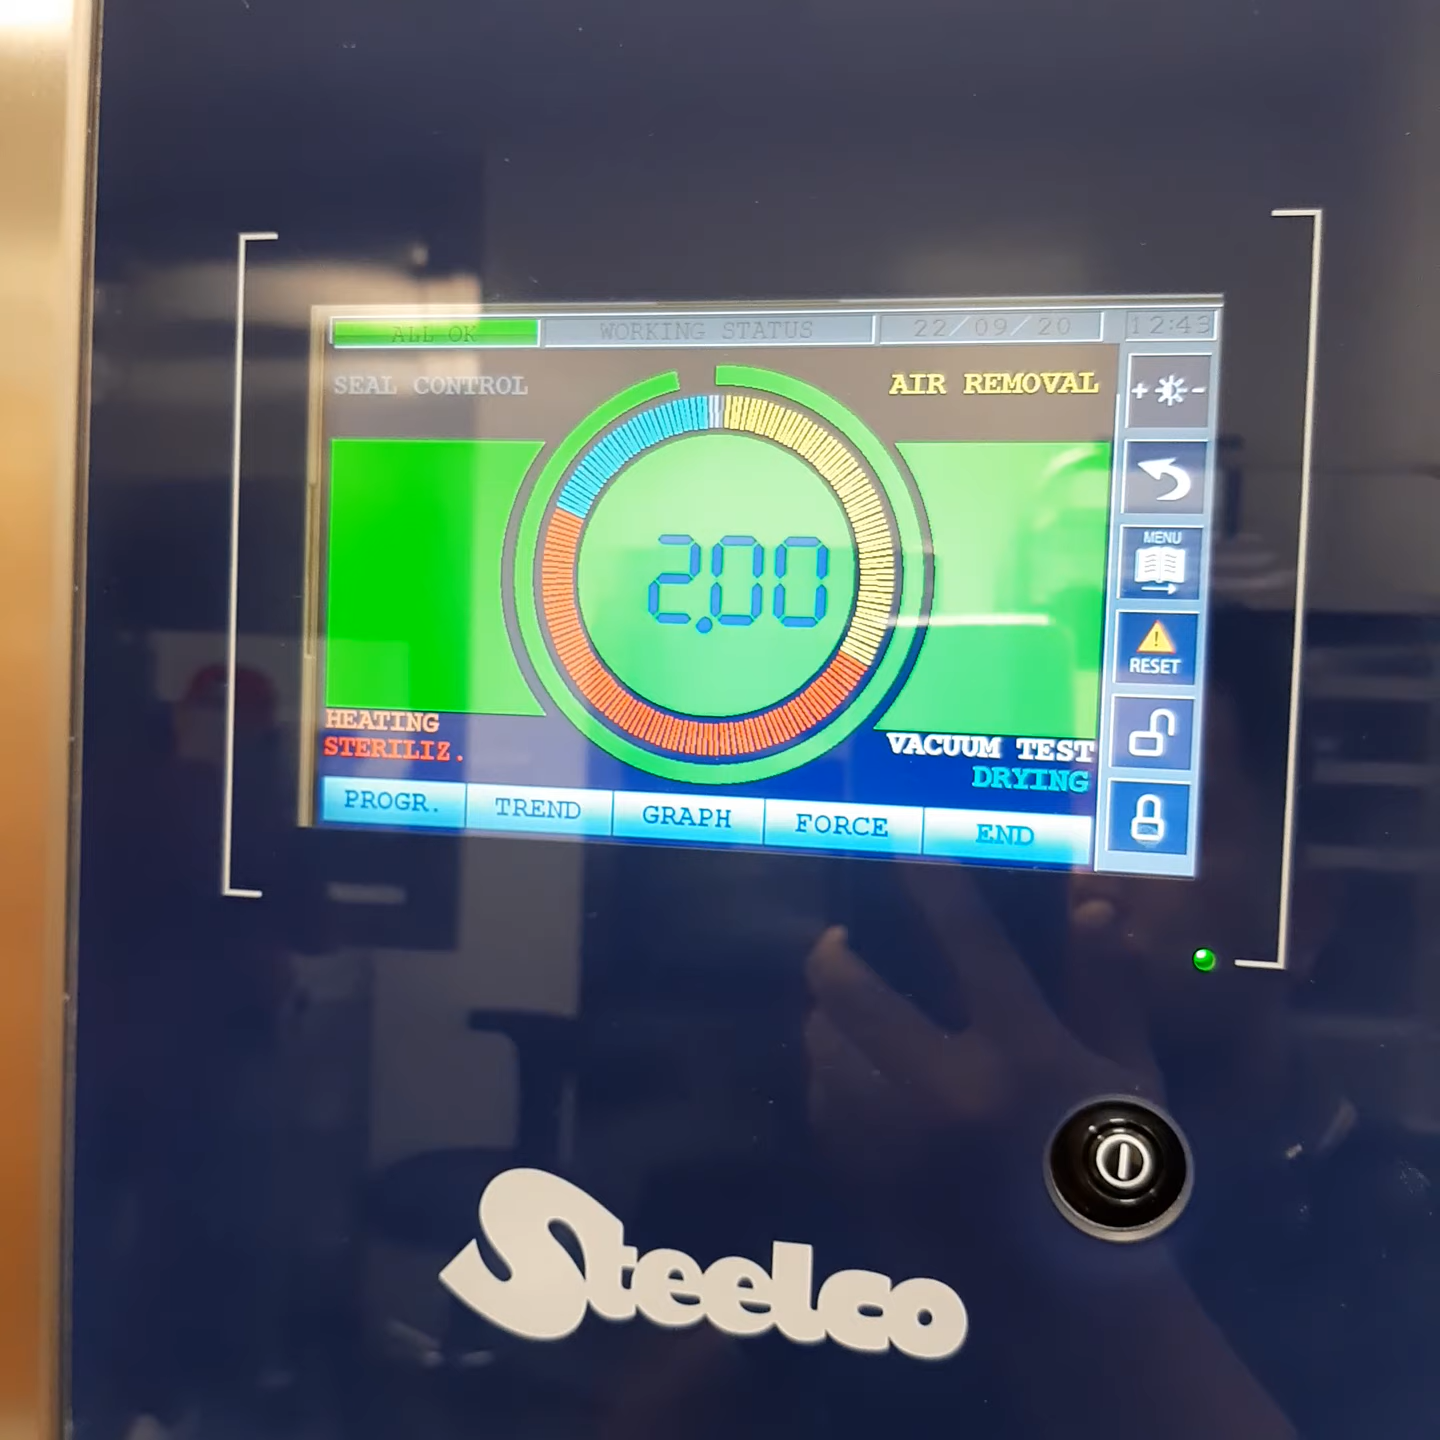 ALL OK WORKING STATUS 22/09/20 12:43
SEAL CONTROL AIR REMOVAL
+ -
MENU
2.00
RESET
HEATING
STERILIZ.
VACUUM TEST
DRYING
PROGR. TREND GRAPH FORCE END
Steelco